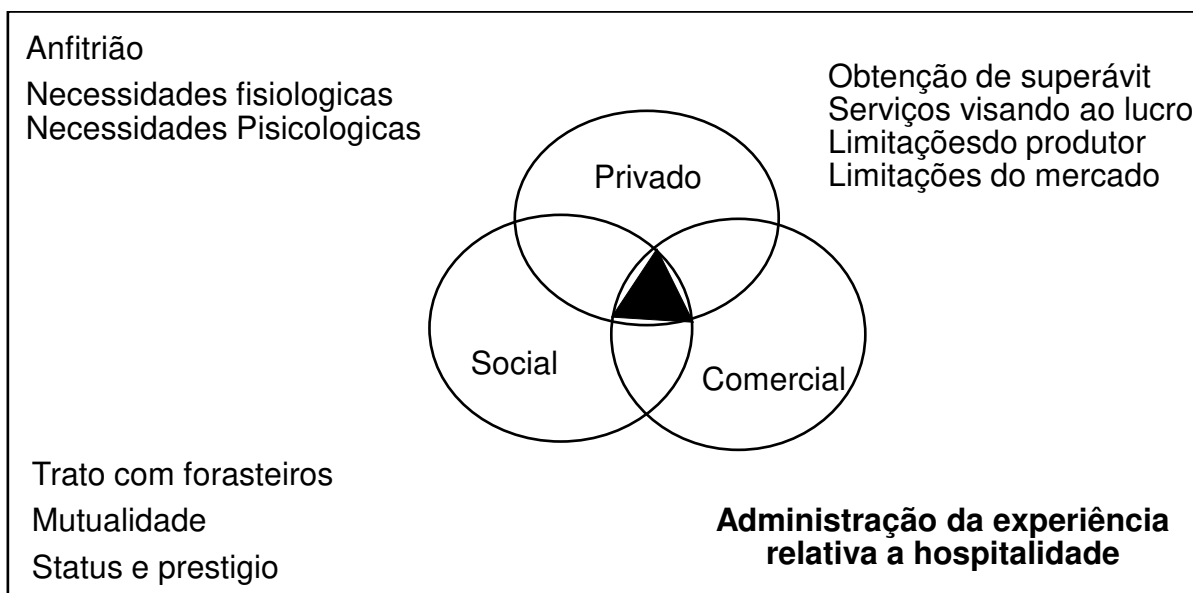 Anfitrião
Necessidades fisiologicas
Necessidades Pisicologicas
Obtenção de superávit
Serviços visando ao lucro
Limitaçõesdo produtor
Limitações do mercado
Privado
Social
Comercial
Trato com forasteiros
Mutualidade
Status e prestigio
Administração da experiência
relativa a hospitalidade